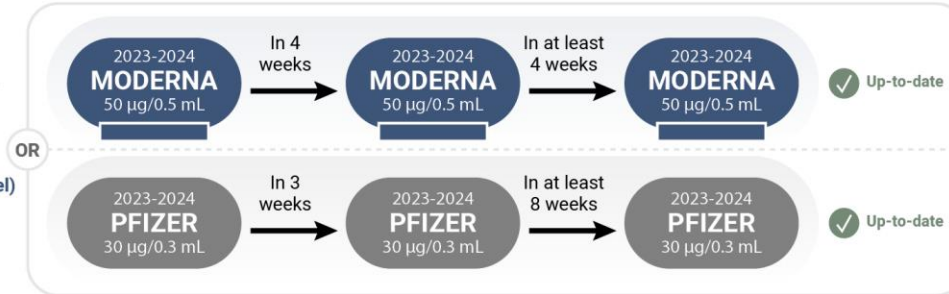 2023-2024
MODERNA
50 µg/0.5 mL
In 4
weeks
2023-2024
MODERNA
50 µg/0.5 mL
In at least
4 weeks
2023-2024
MODERNA
50 µg/0.5 mL
Up-to-date
OR
el)
2023-2024
PFIZER
30 µg/0.3 mL
In 3
weeks
2023-2024
PFIZER
30 µg/0.3 mL
In at least
8 weeks
2023-2024
PFIZER
30 µg/0.3 mL
Up-to-date